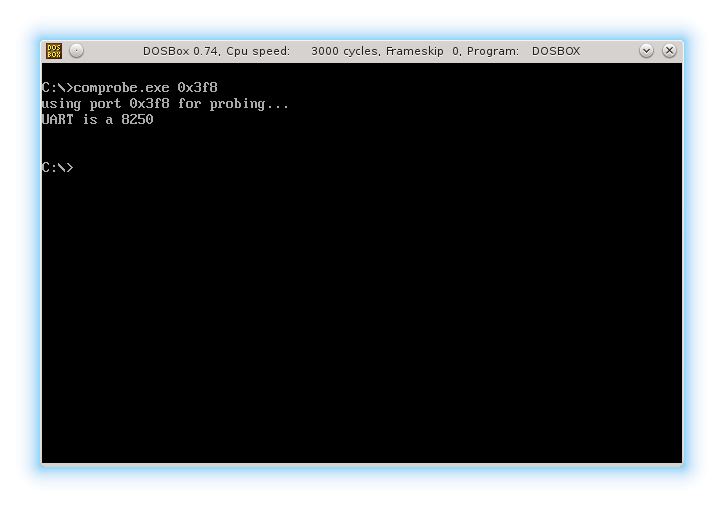 DOS
BOX
DOSBox 0.74, Cpu speed:    3000 cycles, Frameskip  0, Program:   DOSBOX
C:\>comprobe.exe 0x3f8
using port 0x3f8 for probing...
UART is a 8250
C:\>